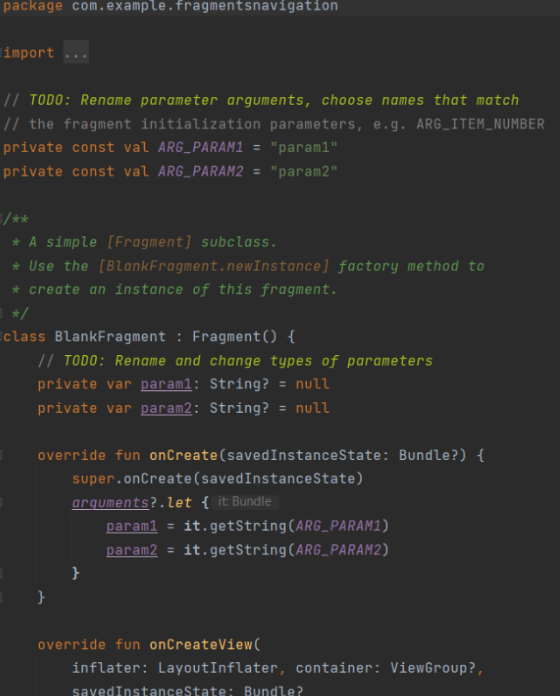 package com.example.fragmentsnavigation
import ...
// TODO: Rename parameter arguments, choose names that match
// the fragment initialization parameters, e.g. ARG_ITEM_NUMBER
private const val ARG_PARAM1 = "param1"
private const val ARG_PARAM2 = "param2"
/**
* A simple [Fragment] subclass.
* Use the [BlankFragment.newInstance] factory method to
* create an instance of this fragment.
*/
class BlankFragment : Fragment() {
// TODO: Rename and change types of parameters
private var param1: String? = null
private var param2: String? = null
override fun onCreate(savedInstanceState: Bundle?) {
super.onCreate(savedInstanceState)
arguments?.let { it: Bundle
param1 = it.getString(ARG_PARAM1)
param2 = it.getString(ARG_PARAM2)
}
}
override fun onCreateView(
inflater: LayoutInflater, container: ViewGroup?,
savedInstanceState: Bundle?